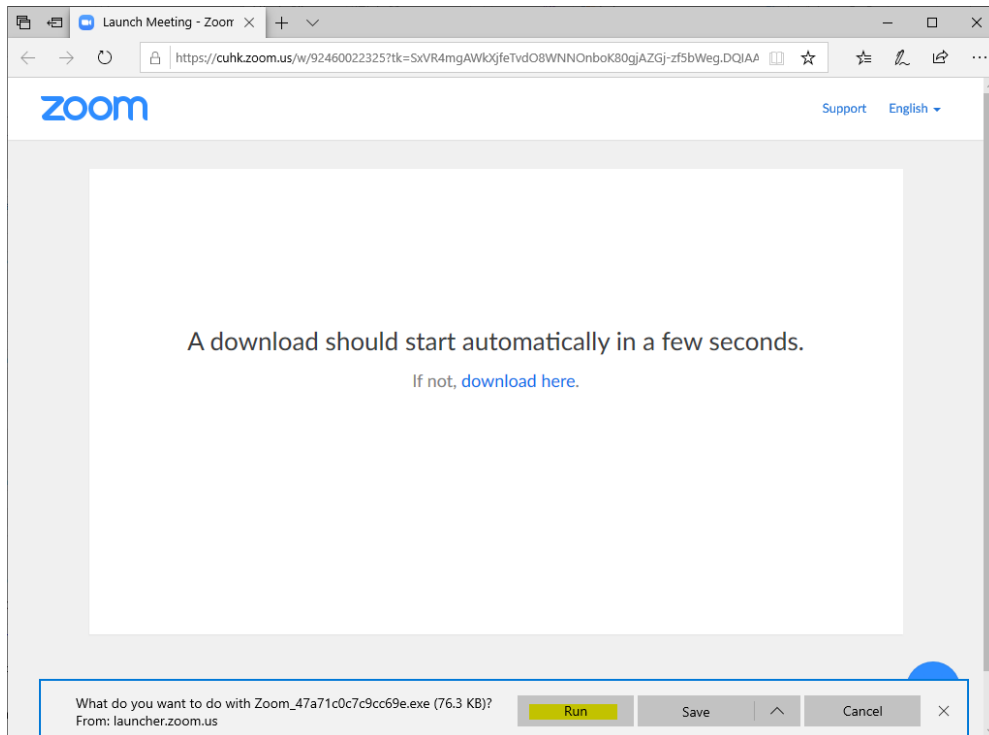 Launch Meeting - Zoom
https://cuhk.zoom.us/w/92460022325?tk=SxVR4mgAWkXjfeTvdO8WNNOnboK80gjAZGj-zf5bWeg.DQIAA
zoom
Support English
A download should start automatically in a few seconds.
If not, download here.
What do you want to do with Zoom_47a71c0c7c9cc69e.exe (76.3 KB)?
From: launcher.zoom.us
Run Save Cancel